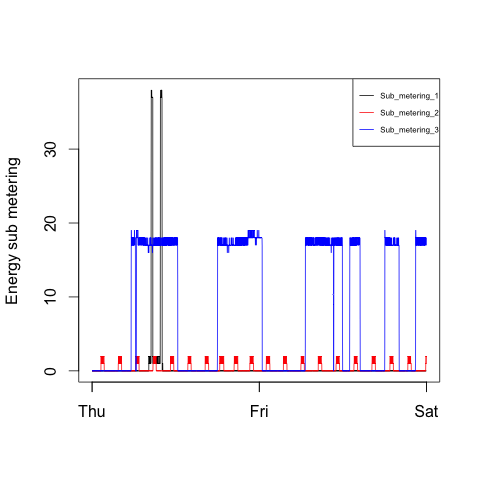 Sub_metering_1
Sub_metering_2
Sub_metering_3
Energy sub metering
30
20
10
0
Thu Fri Sat